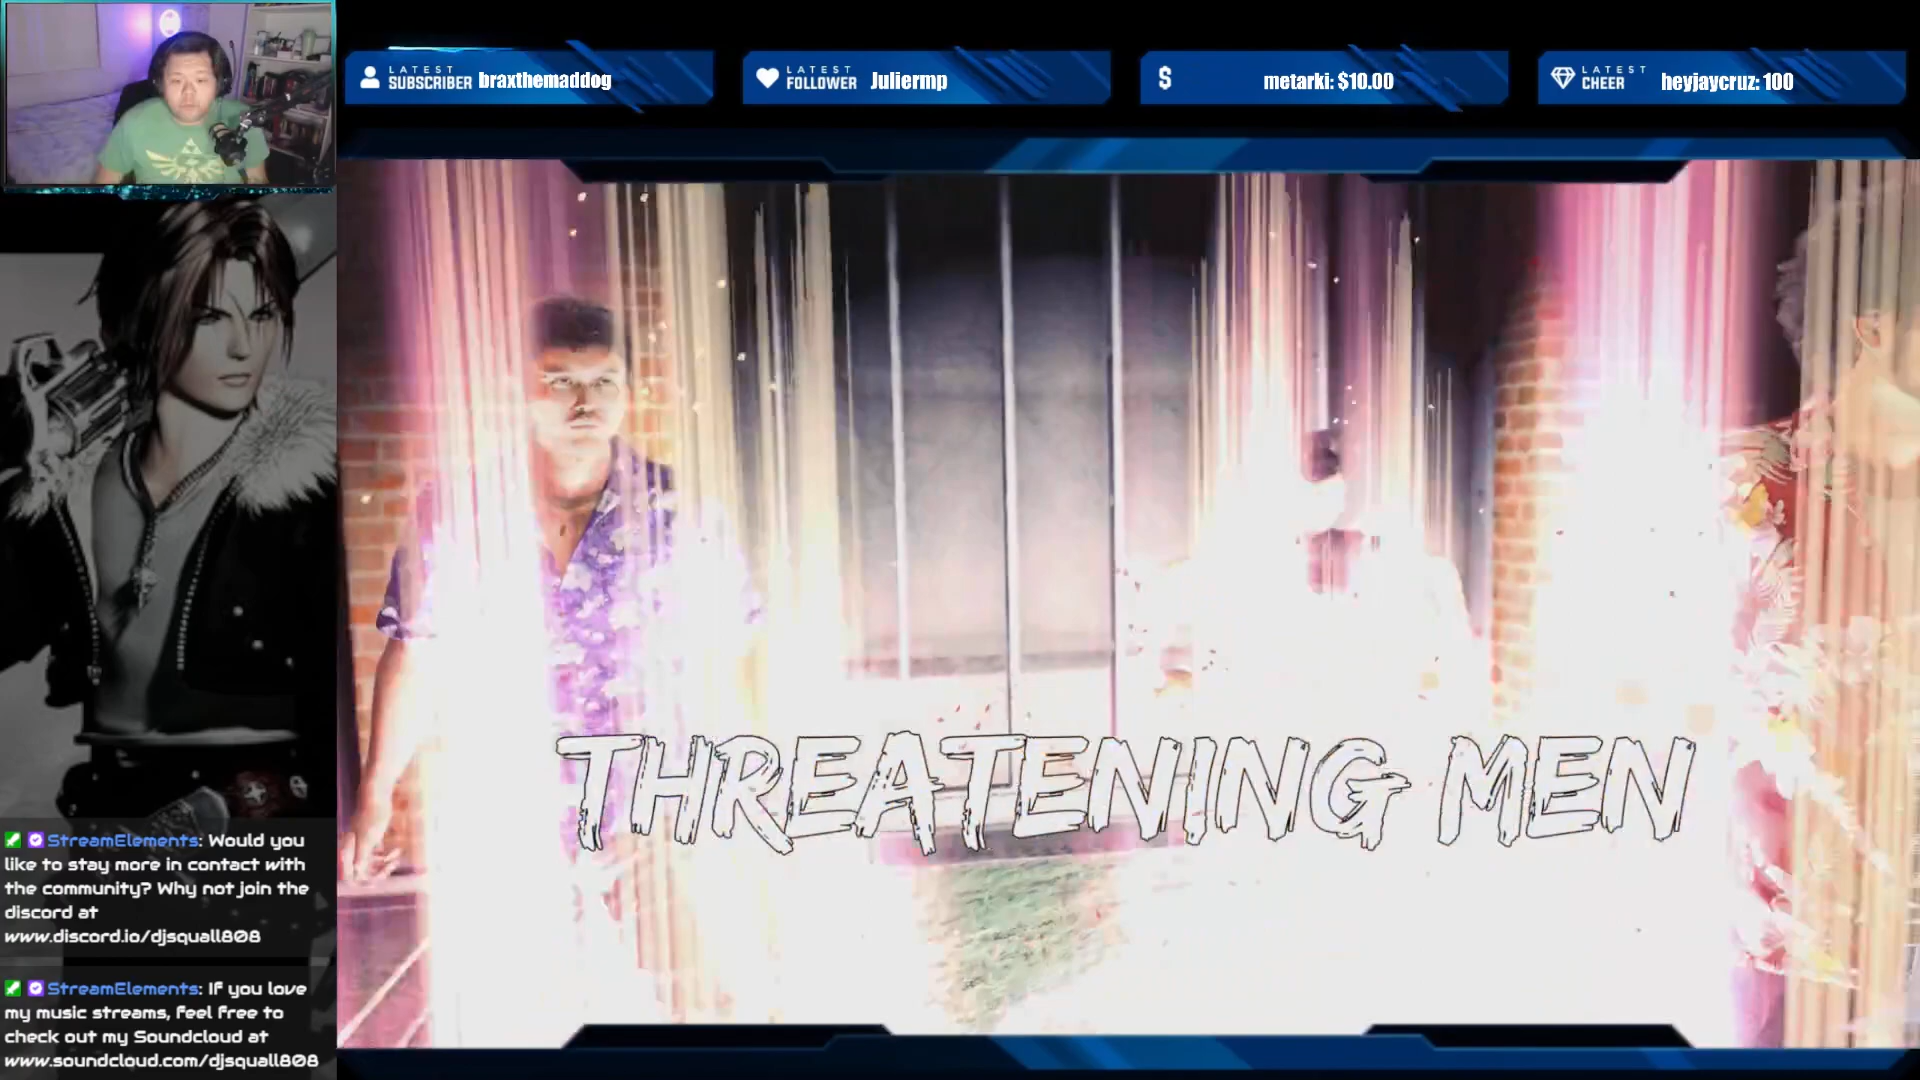 LATEST
SUBSCRIBER braxthemaddog
LATEST
FOLLOWER Juliermp
$ metarki: $10.00
LATEST
CHEER heyjaycruz: 100
THREATENING MEN
StreamElements: Would you
like to stay more in contact with
the community? Why not join the
discord at
www.discord.io/djsquall808
StreamElements: If you love
my music streams, feel free to
check out my Soundcloud at
www.soundcloud.com/djsquall808